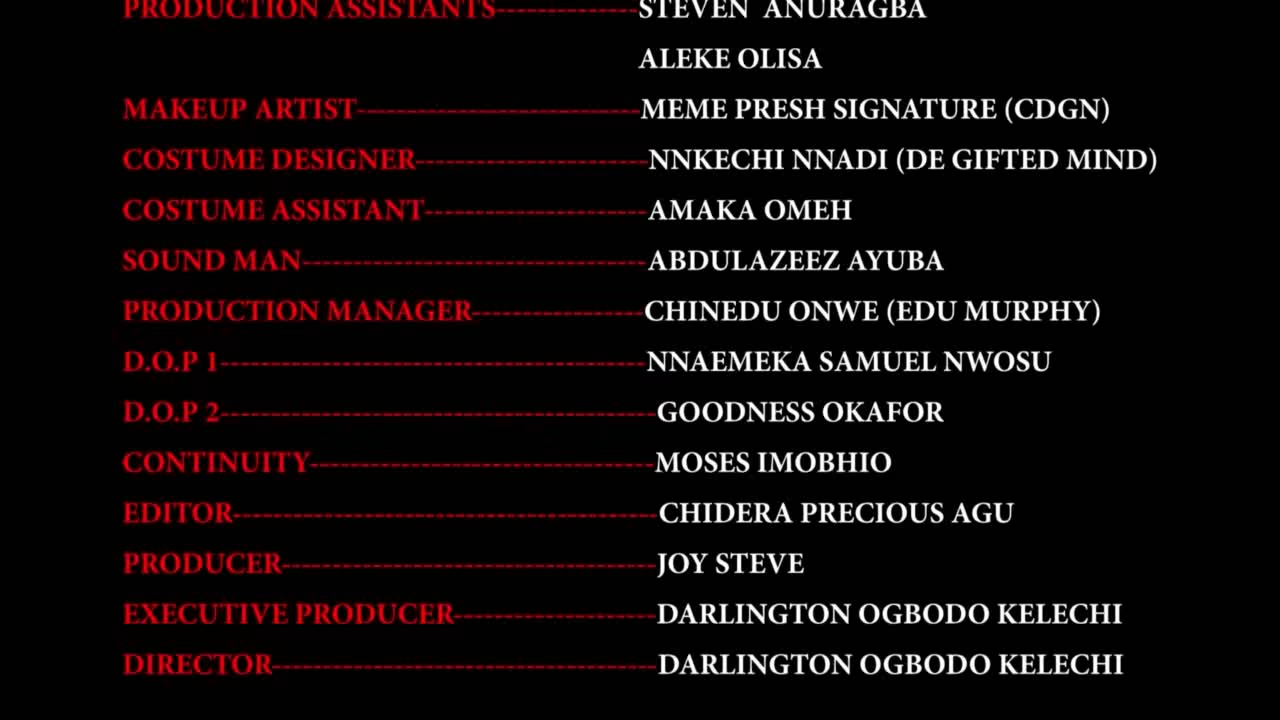 PRODUCTION ASSISTANTS--------------STEVEN ANURAGBA
ALEKE OLISA
MAKEUP ARTIST----------------------------MEME PRESH SIGNATURE (CDGN)
COSTUME DESIGNER-----------------------NNKECHI NNADI (DE GIFTED MIND)
COSTUME ASSISTANT----------------------AMAKA OMEH
SOUND MAN----------------------------------ABDULAZEEZ AYUBA
PRODUCTION MANAGER-----------------CHINEDU ONWE (EDU MURPHY)
D.O.P 1------------------------------------------NNAEMEKA SAMUEL NWOSU
D.O.P 2-------------------------------------------GOODNESS OKAFOR
CONTINUITY----------------------------------MOSES IMOBHIO
EDITOR------------------------------------------CHIDERA PRECIOUS AGU
PRODUCER-------------------------------------JOY STEVE
EXECUTIVE PRODUCER--------------------DARLINGTON OGBODO KELECHI
DIRECTOR--------------------------------------DARLINGTON OGBODO KELECHI